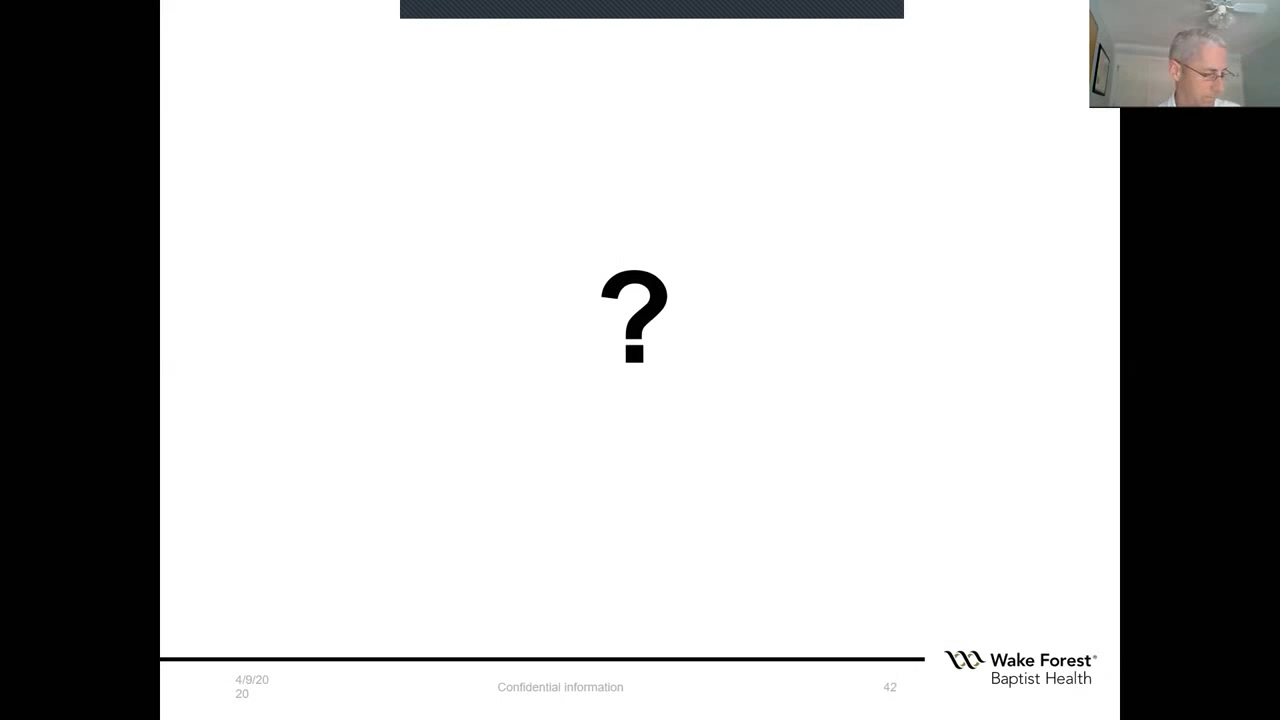 ?
Wake Forest®
Baptist Health
4/9/20
20
Confidential information
42